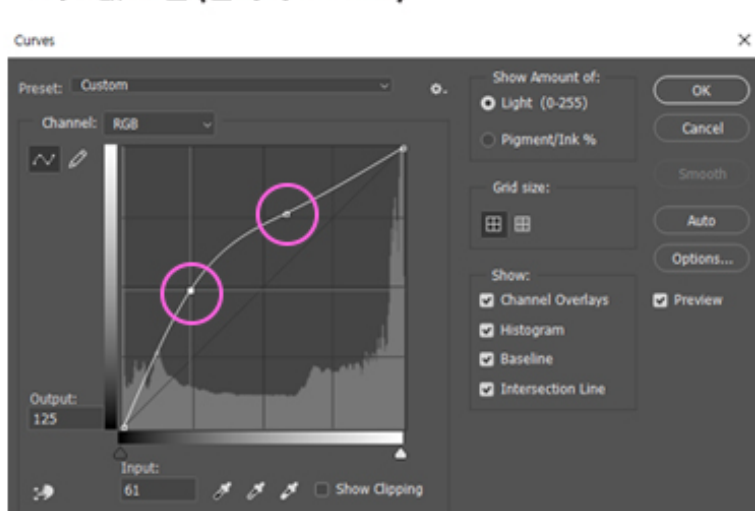 Curves
Preset: Custom
Channel: RGB
Output:
125
Input:
61
Show Clipping
Show Amount of:
Light (0-255)
Pigment/Ink %
Grid size:
Show:
Channel Overlays
Histogram
Baseline
Intersection Line
OK
Cancel
Smooth
Auto
Options...
Preview